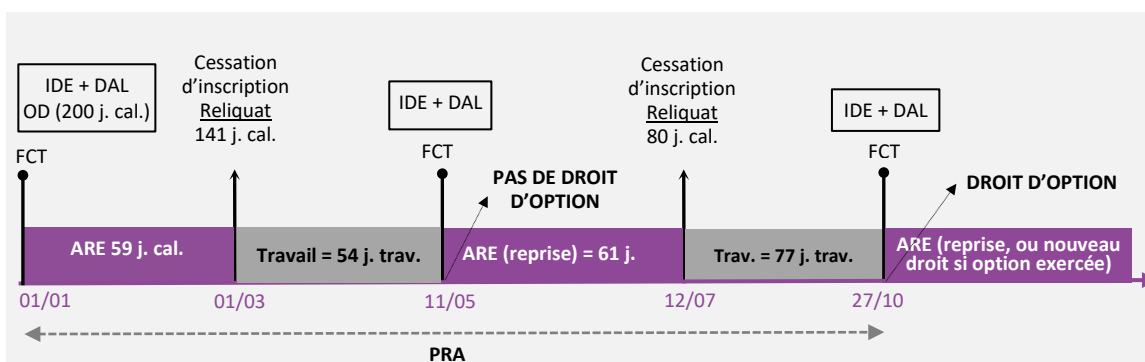 IDE + DAL
OD (200 j. cal.)
FCT
Cessation
d'inscription
Reliquat
141 j. cal.
IDE + DAL
FCT
PAS DE DROIT
D'OPTION
Cessation
d'inscription
Reliquat
80 j. cal.
IDE + DAL
FCT
DROIT D'OPTION
ARE 59 j. cal.
Travail = 54 j. trav.
ARE (reprise) = 61 j.
Trav. = 77 j. trav.
ARE (reprise, ou nouveau
droit si option exercée)
01/01
01/03
11/05
12/07
27/10
PRA